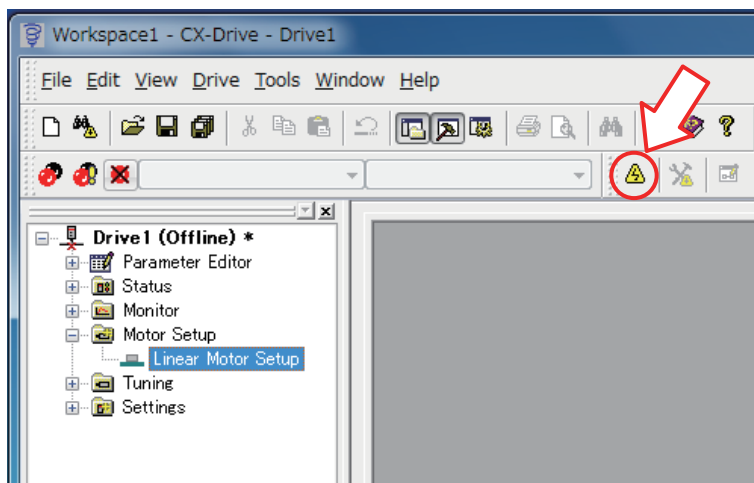 Workspace1 - CX-Drive - Drive1
File Edit View Drive Tools Window Help
Drive1 (Offline) *
Parameter Editor
Status
Monitor
Motor Setup
Linear Motor Setup
Tuning
Settings